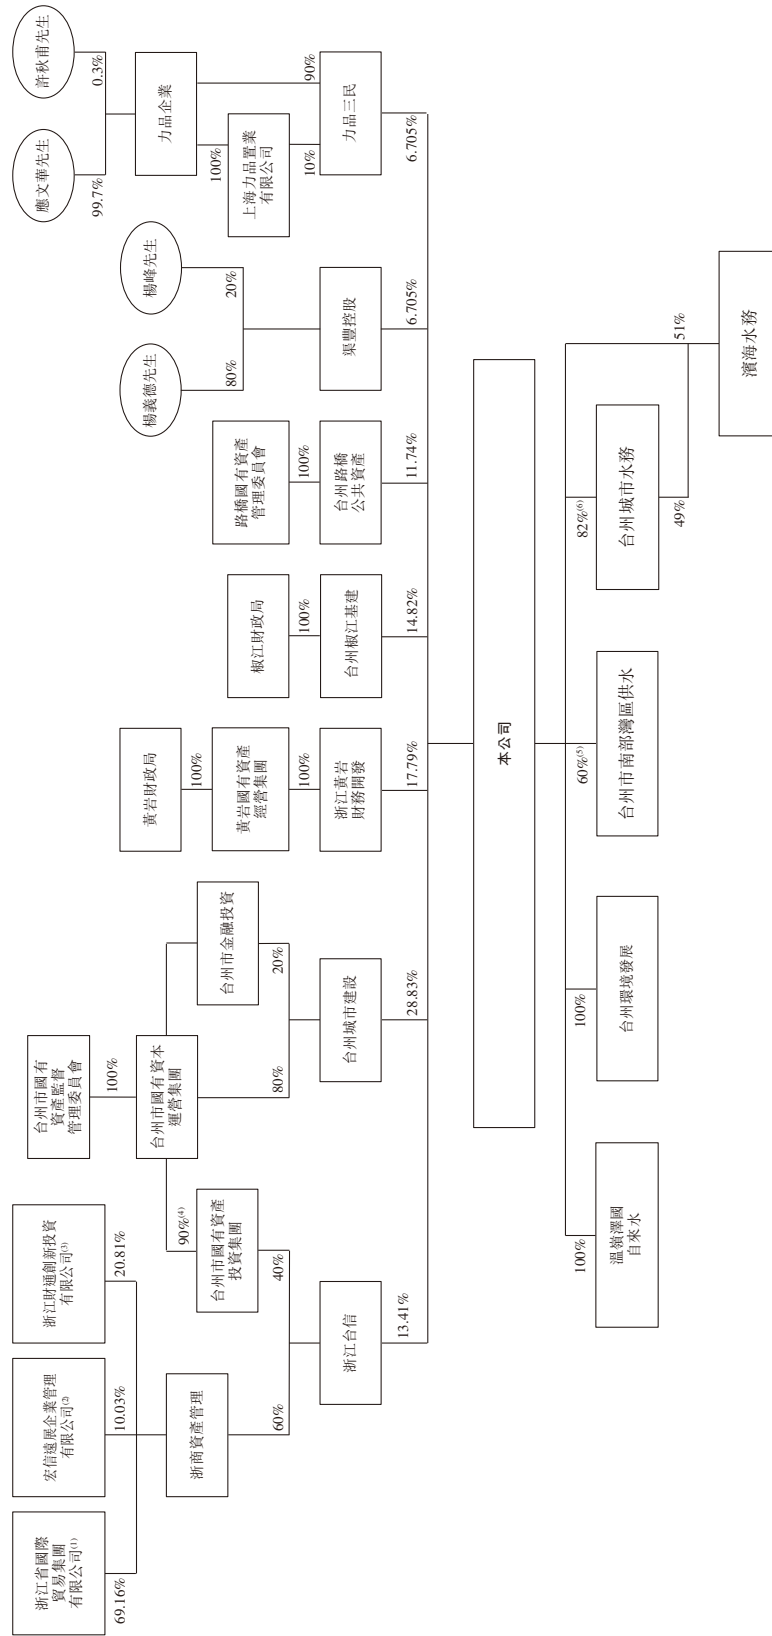 浙江省國際
貿易集團
有限公司(1)
宏信遠展企業管理
有限公司(2)
浙江財通創新投資
有限公司(3)
台州市國有
資產監督
管理委員會
應文華先生
許秋甫先生
69.16%
10.03%
20.81%
100%
99.7%
0.3%
黃岩財政局
楊義德先生
楊峰先生
力品企業
浙商資產管理
90%(4)
台州市國有資本
運營集團
100%
80%
20%
100%
台州市國有資產
投資集團
台州市金融投資
黃岩國有資產
經營集團
椒江財政局
路橋國有資產
管理委員會
上海力品置業
有限公司
60%
40%
80%
20%
100%
100%
100%
10%
90%
浙江台信
台州城市建設
浙江黃岩
財務開發
台州椒江基建
台州路橋
公共資產
渠豐控股
力品三民
13.41%
28.83%
17.79%
14.82%
11.74%
6.705%
6.705%
本公司
100%
100%
60%(5)
82%(6)
溫嶺澤國
自來水
台州環境發展
台州市南部灣區供水
台州城市水務
49%
51%
濱海水務